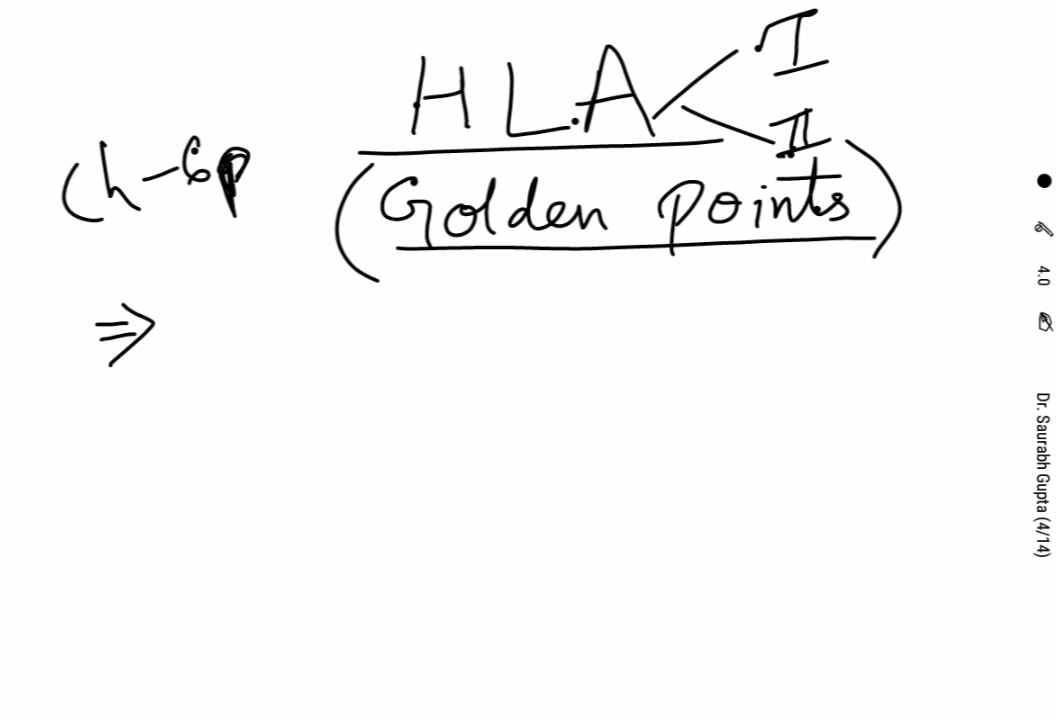 HLA < I
II
Ch-6p
(Golden points)
⇒
4.0
Dr. Saurabh Gupta (4/14)